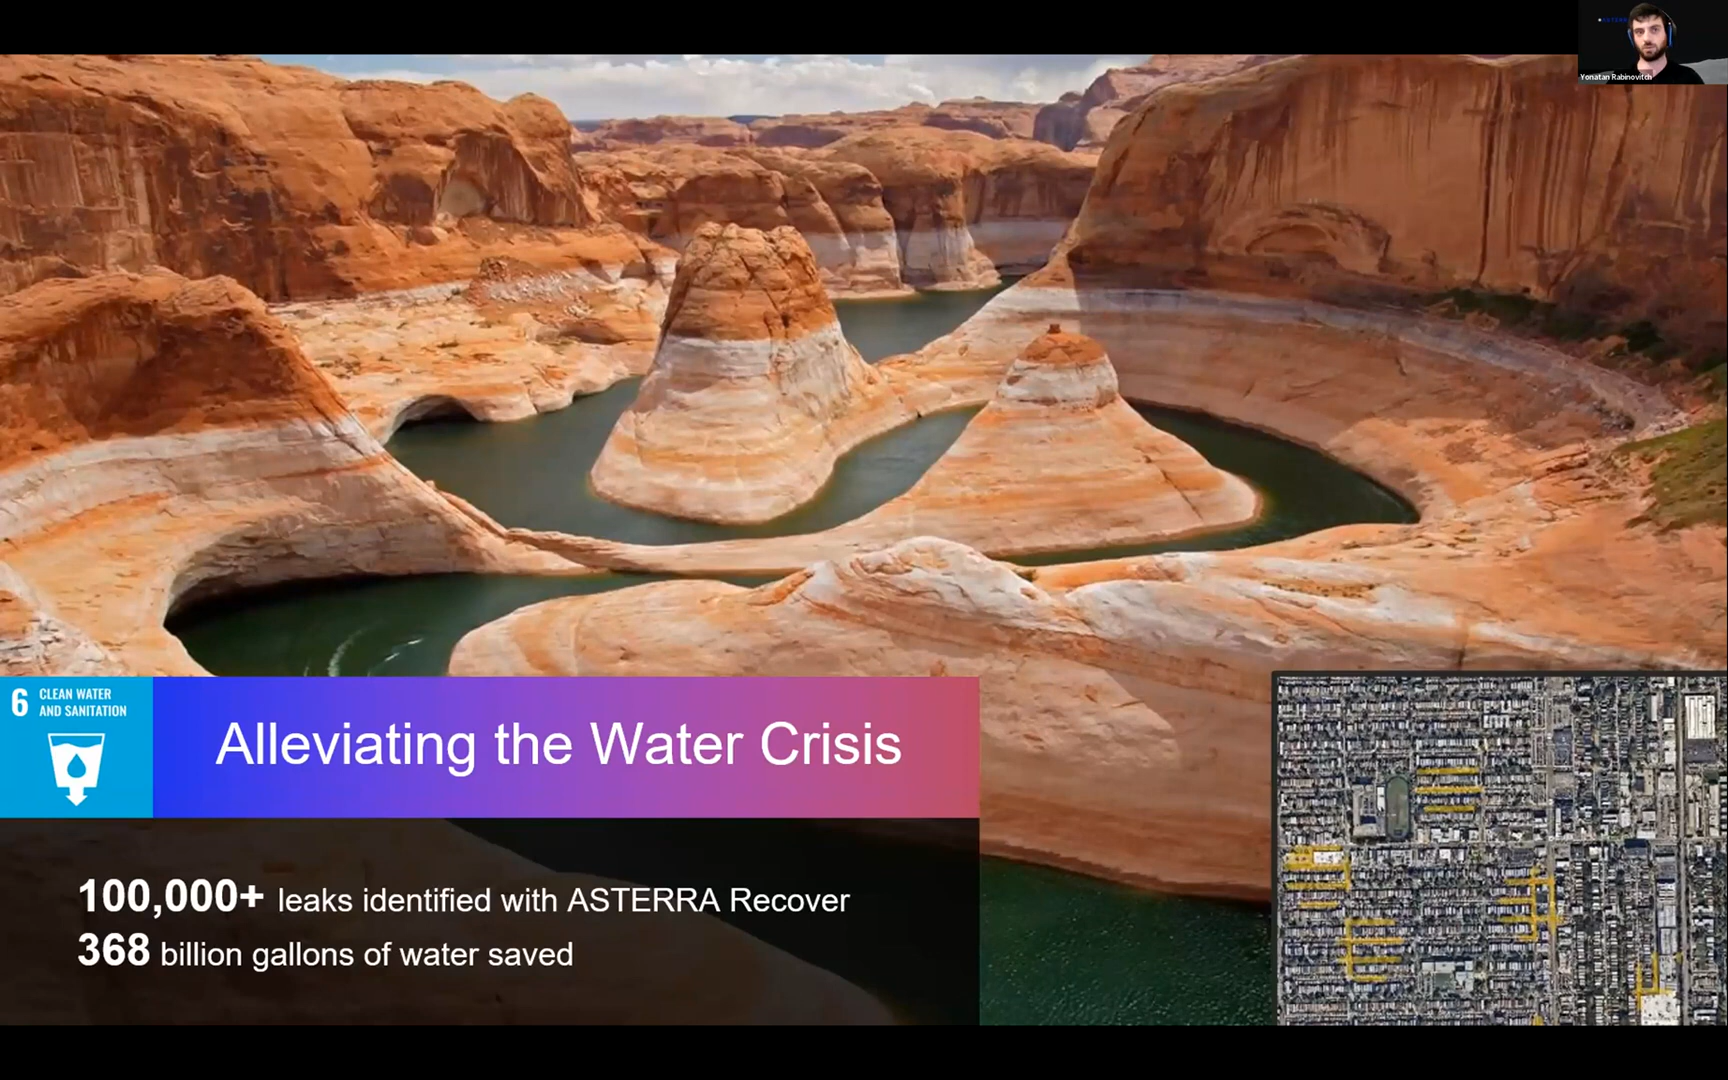 Yonatan Rabinovitch
6 CLEAN WATER
AND SANITATION
Alleviating the Water Crisis
100,000+ leaks identified with ASTERRA Recover
368 billion gallons of water saved